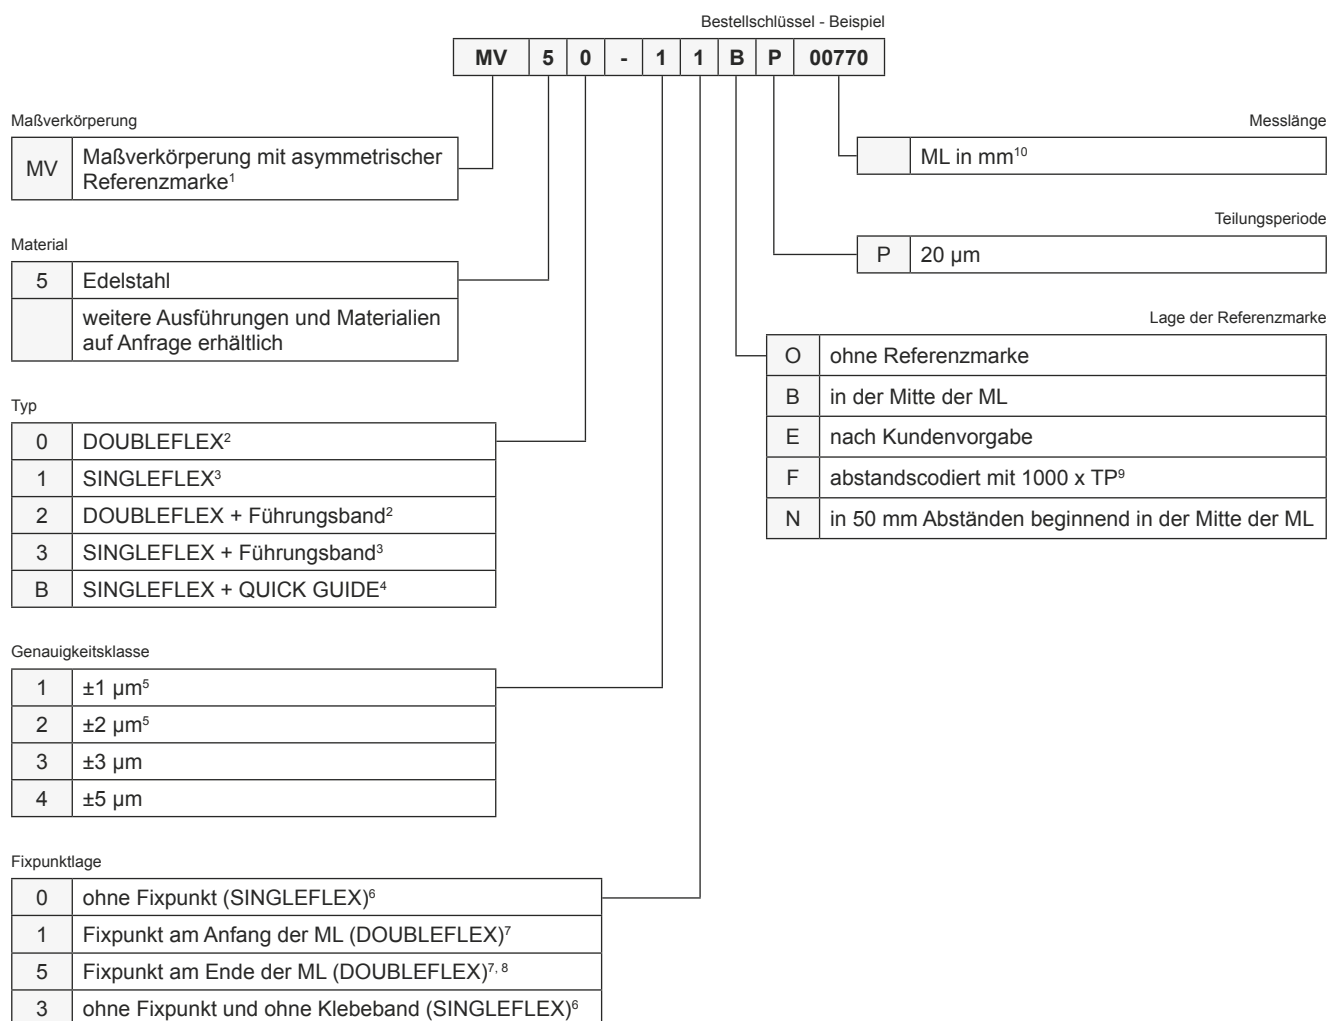 Bestellschlüssel - Beispiel
MV 5 0 - 1 1 B P 00770
Maßverkörperung
MV Maßverkörperung mit asymmetrischer
Referenzmarke¹
Material
5 Edelstahl
weitere Ausführungen und Materialien
auf Anfrage erhältlich
Typ
0 DOUBLEFLEX²
1 SINGLEFLEX³
2 DOUBLEFLEX + Führungsband²
3 SINGLEFLEX + Führungsband³
B SINGLEFLEX + QUICK GUIDE⁴
Genauigkeitsklasse
1 ±1 µm⁵
2 ±2 µm⁵
3 ±3 µm
4 ±5 µm
Fixpunktlage
0 ohne Fixpunkt (SINGLEFLEX)⁶
1 Fixpunkt am Anfang der ML (DOUBLEFLEX)⁷
5 Fixpunkt am Ende der ML (DOUBLEFLEX)⁷, ⁸
3 ohne Fixpunkt und ohne Klebeband (SINGLEFLEX)⁶
Messlänge
ML in mm¹⁰
Teilungsperiode
P 20 µm
Lage der Referenzmarke
O ohne Referenzmarke
B in der Mitte der ML
E nach Kundenvorgabe
F abstandscodiert mit 1000 x TP⁹
N in 50 mm Abständen beginnend in der Mitte der ML